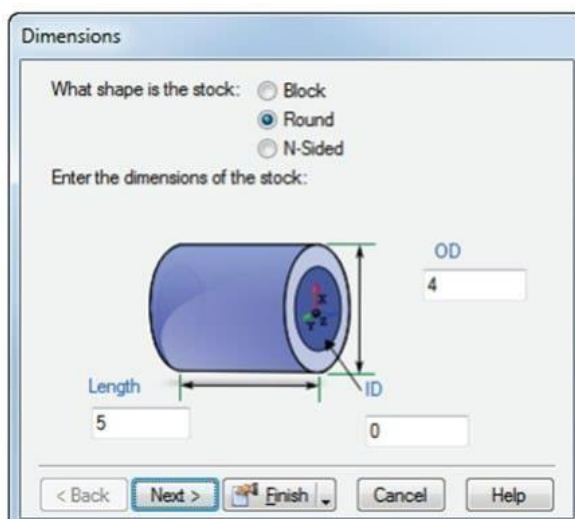 Dimensions
What shape is the stock: Block
Round
N-Sided
Enter the dimensions of the stock:
OD
4
X
Y Z
Length
ID
5
0
< Back Next > Finish Cancel Help